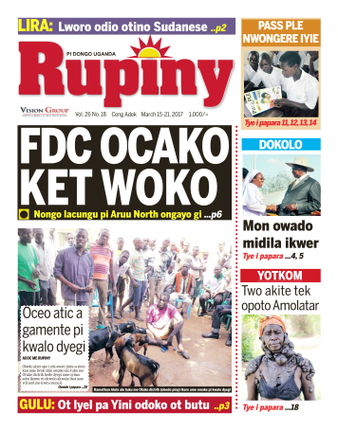 LIRA: Lworo odio otino Sudanese ..p2
PI DONGO UGANDA
Rupiny
VISION GROUP
Vol. 26 No. 18 Ceng Adek March 15-21, 2017 1,000/=
FDC OCAKO
KET WOKO
Nongo lacungu pi Aruu North ongayo gi ...p6
Oceo atic a
gamente pi
kwalo dyegi
GULU: Ot Iyel pa Yini odoko ot butu ..p3
PASS PLE
NWONGERE IYIE
Tye i papara 11, 12, 13, 14
DOKOLO
Mon owado
midila ikwer
Tye i papara ...4, 5
YOTKOM
Two akite tek
opoto Amolatar
Tye i papara ...18